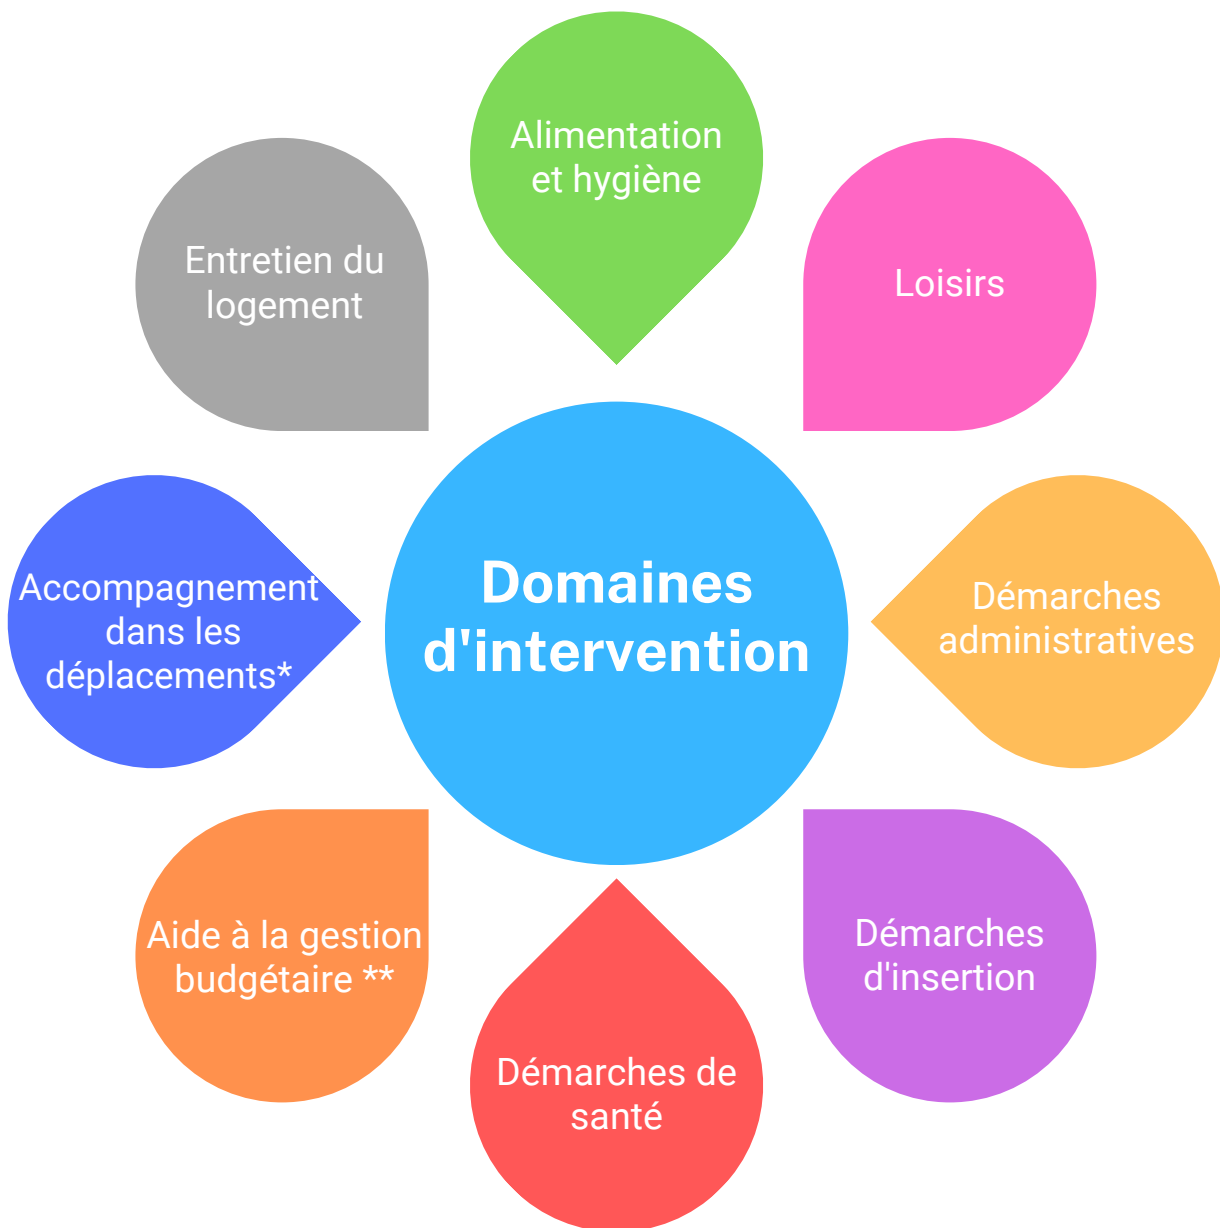 Alimentation
et hygiène
Loisirs
Entretien du
logement
Domaines
d'intervention
Démarches
administratives
Accompagnement
dans les
déplacements*
Démarches
d'insertion
Aide à la gestion
budgétaire **
Démarches de
santé